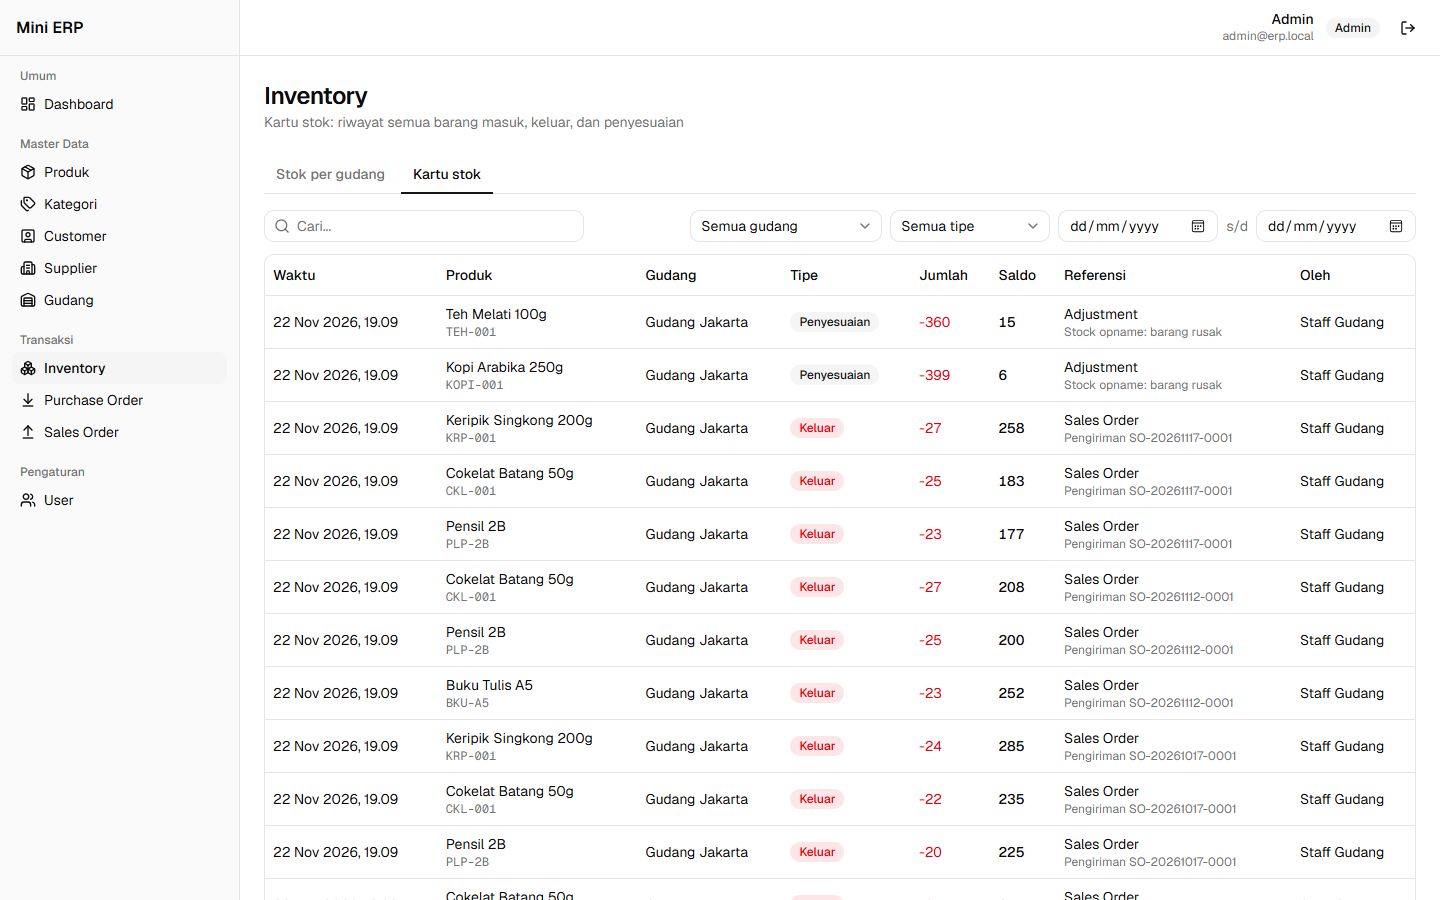 Mini ERP
Admin
admin@erp.local
Admin
Umum
Dashboard
Master Data
Produk
Kategori
Customer
Supplier
Gudang
Transaksi
Inventory
Purchase Order
Sales Order
Pengaturan
User
Inventory
Kartu stok: riwayat semua barang masuk, keluar, dan penyesuaian
Stok per gudang Kartu stok
Cari... Semua gudang Semua tipe dd/mm/yyyy s/d dd/mm/yyyy
Waktu Produk Gudang Tipe Jumlah Saldo Referensi Oleh
22 Nov 2026, 19.09 Teh Melati 100g Gudang Jakarta Penyesuaian -360 15 Adjustment Staff Gudang
TEH-001 Stock opname: barang rusak
22 Nov 2026, 19.09 Kopi Arabika 250g Gudang Jakarta Penyesuaian -399 6 Adjustment Staff Gudang
KOPI-001 Stock opname: barang rusak
22 Nov 2026, 19.09 Keripik Singkong 200g Gudang Jakarta Keluar -27 258 Sales Order Staff Gudang
KRP-001 Pengiriman SO-20261117-0001
22 Nov 2026, 19.09 Cokelat Batang 50g Gudang Jakarta Keluar -25 183 Sales Order Staff Gudang
CKL-001 Pengiriman SO-20261117-0001
22 Nov 2026, 19.09 Pensil 2B Gudang Jakarta Keluar -23 177 Sales Order Staff Gudang
PLP-2B Pengiriman SO-20261117-0001
22 Nov 2026, 19.09 Cokelat Batang 50g Gudang Jakarta Keluar -27 208 Sales Order Staff Gudang
CKL-001 Pengiriman SO-20261112-0001
22 Nov 2026, 19.09 Pensil 2B Gudang Jakarta Keluar -25 200 Sales Order Staff Gudang
PLP-2B Pengiriman SO-20261112-0001
22 Nov 2026, 19.09 Buku Tulis A5 Gudang Jakarta Keluar -23 252 Sales Order Staff Gudang
BKU-A5 Pengiriman SO-20261112-0001
22 Nov 2026, 19.09 Keripik Singkong 200g Gudang Jakarta Keluar -24 285 Sales Order Staff Gudang
KRP-001 Pengiriman SO-20261017-0001
22 Nov 2026, 19.09 Cokelat Batang 50g Gudang Jakarta Keluar -22 235 Sales Order Staff Gudang
CKL-001 Pengiriman SO-20261017-0001
22 Nov 2026, 19.09 Pensil 2B Gudang Jakarta Keluar -20 225 Sales Order Staff Gudang
PLP-2B Pengiriman SO-20261017-0001
Cokelat Batang 50g Sales Order